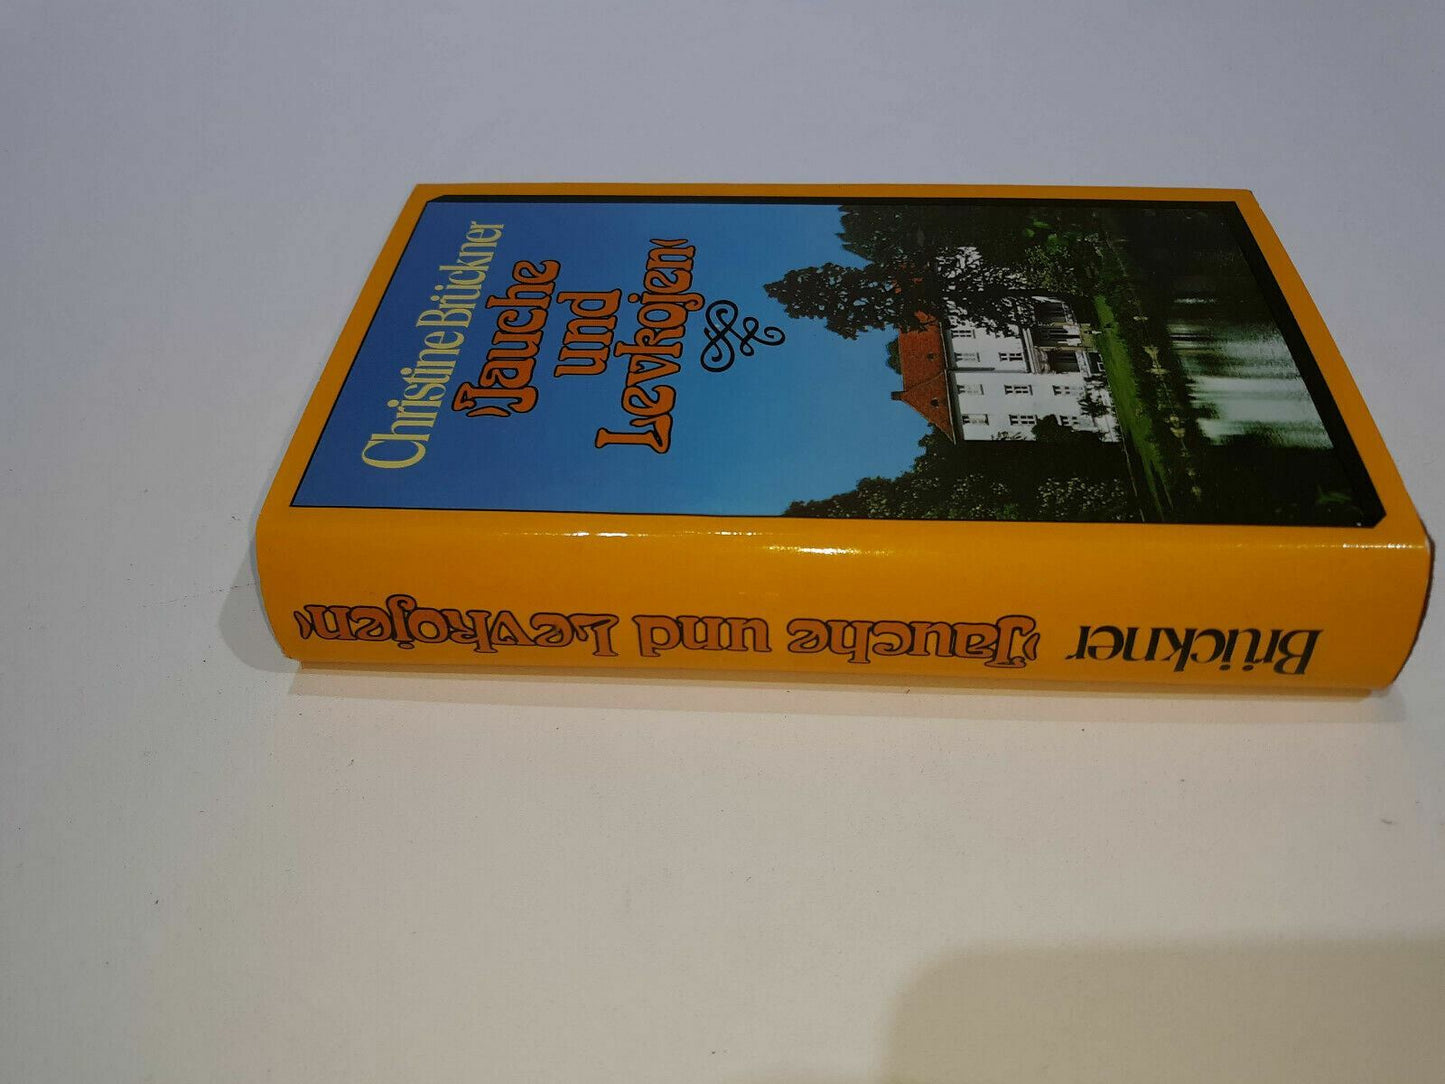 Christine Brückner
›Jauche
und
Levkojen‹
Brückner ›Jauche und Levkojen‹